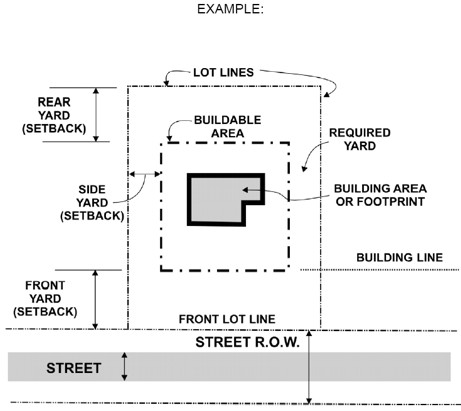 EXAMPLE:
LOT LINES
REAR
YARD
(SETBACK)
BUILDABLE
AREA
REQUIRED
YARD
SIDE
YARD
(SETBACK)
BUILDING AREA
OR FOOTPRINT
BUILDING LINE
FRONT
YARD
(SETBACK)
FRONT LOT LINE
STREET R.O.W.
STREET